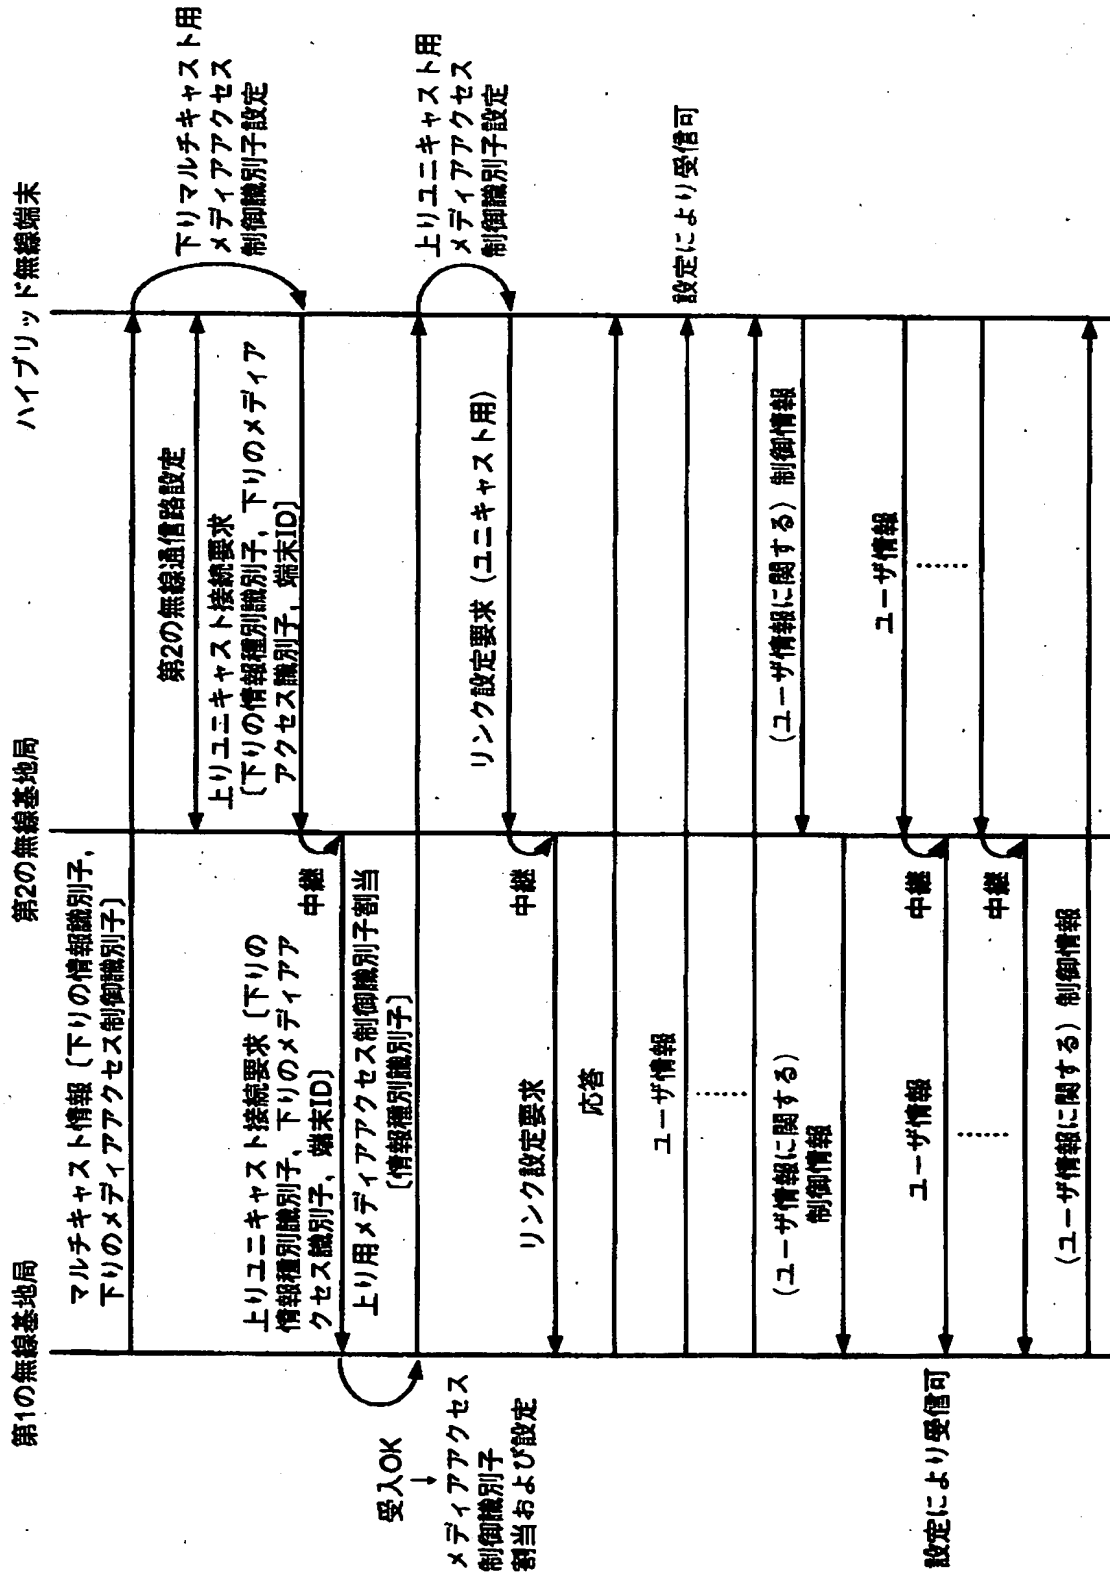 第1の無線基地局
第2の無線基地局
ハイブリッド無線端末
マルチキャスト情報〔下りの情報識別子,
下りのメディアアクセス制御識別子〕
下りマルチキャスト用
メディアアクセス
制御識別子設定
第2の無線通信路設定
上りユニキャスト接続要求
〔下りの情報種別識別子, 下りのメディア
アクセス識別子, 端末ID〕
中継
上りユニキャスト接続要求〔下りの
情報種別識別子, 下りのメディアア
クセス識別子, 端末ID〕
受入OK
→
メディアアクセス
制御識別子
割当および設定
上り用メディアアクセス制御識別子割当
〔情報種別識別子〕
上りユニキャスト用
メディアアクセス
制御識別子設定
リンク設定要求（ユニキャスト用）
中継
リンク設定要求
応答
ユーザ情報
設定により受信可
(ユーザ情報に関する) 制御情報
(ユーザ情報に関する)
制御情報
ユーザ情報
中継
ユーザ情報
設定により受信可
中継
(ユーザ情報に関する) 制御情報